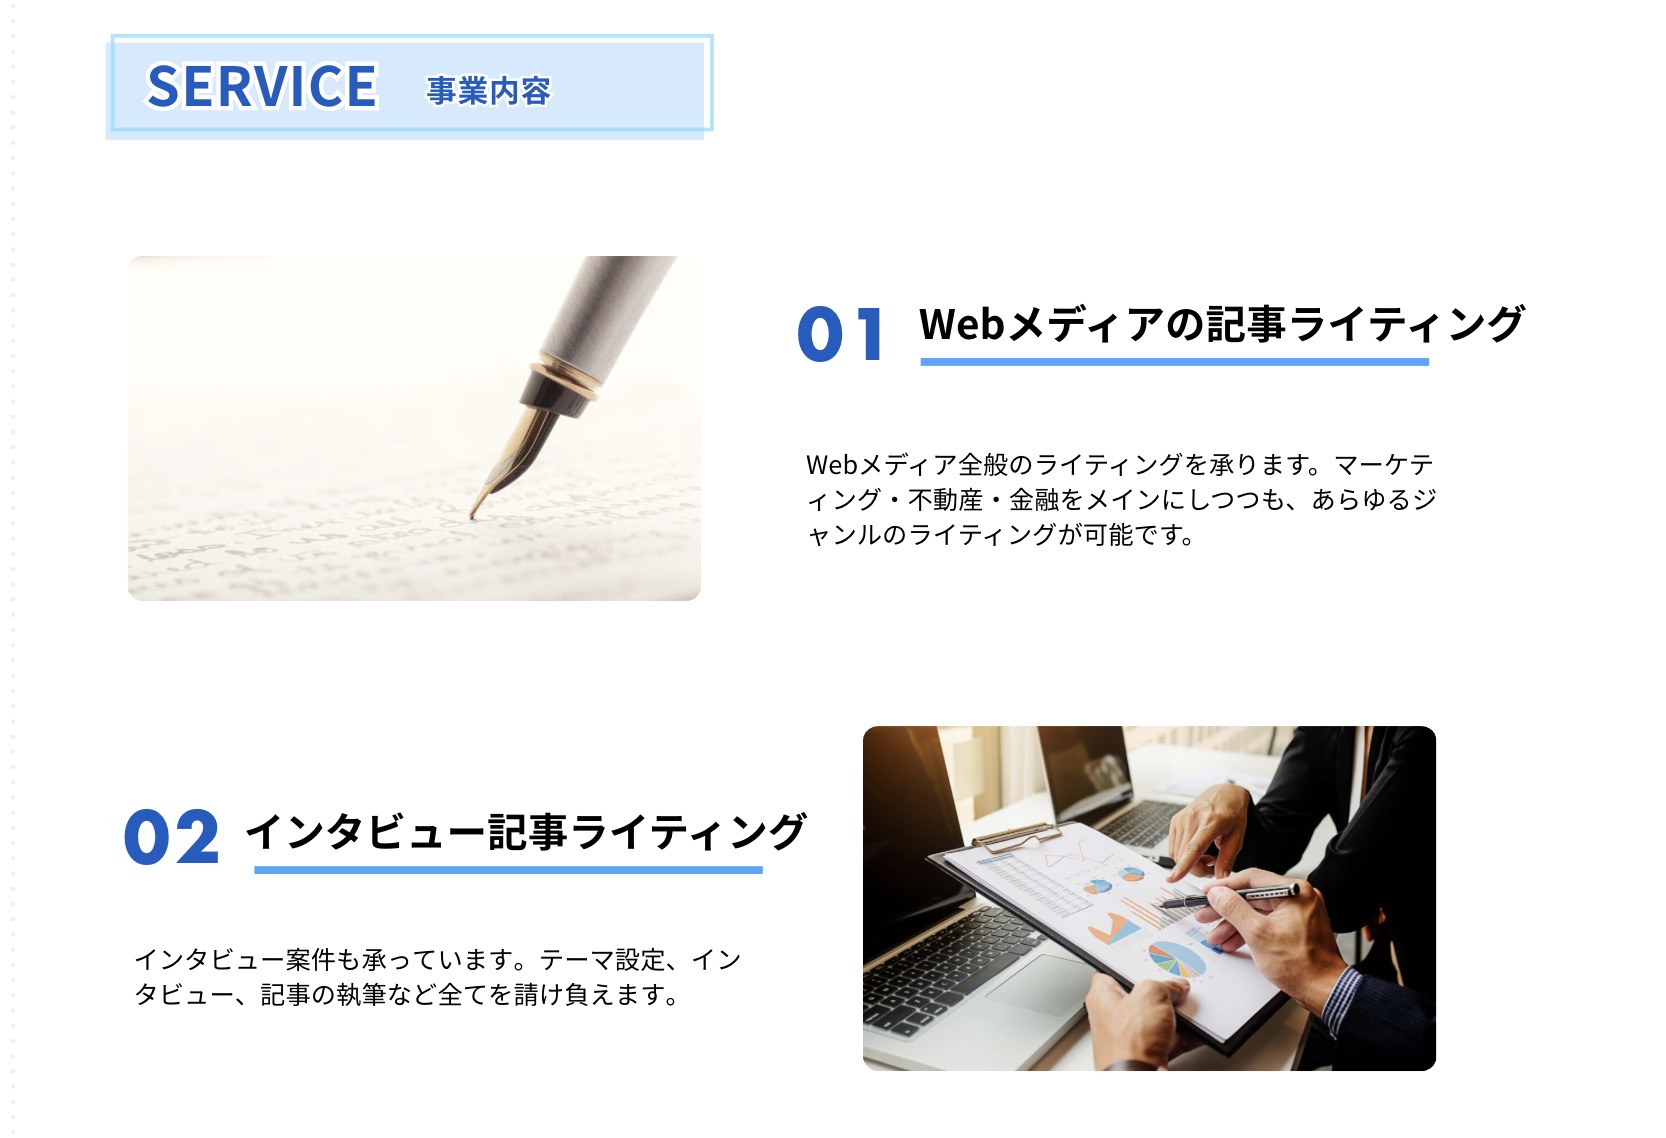 SERVICE 事業内容
01 Webメディアの記事ライティング
Webメディア全般のライティングを承ります。マーケテ
ィング・不動産・金融をメインにしつつも、あらゆるジ
ャンルのライティングが可能です。
02 インタビュー記事ライティング
インタビュー案件も承っています。テーマ設定、イン
タビュー、記事の執筆など全てを請け負えます。